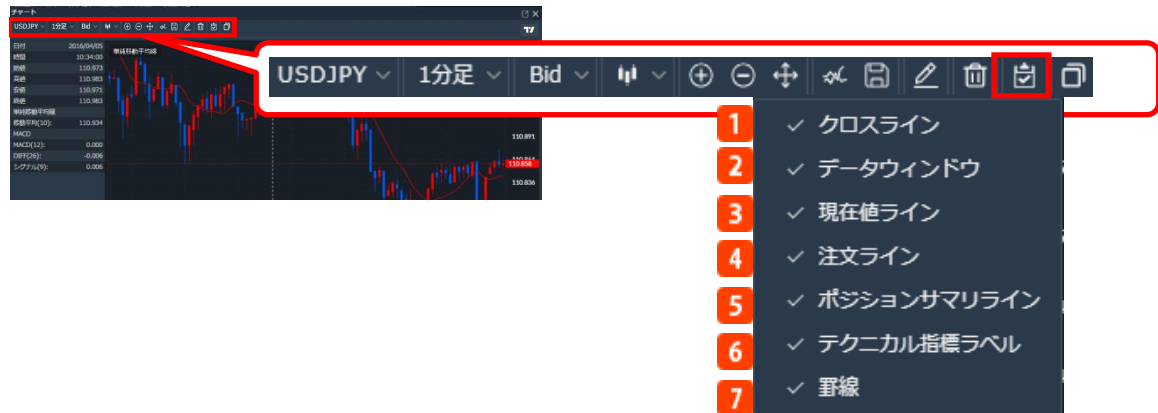 チャート
USDJPY 1分足 Bid
日付 2016/04/05
時間 10:34:00
始値 110.973
高値 110.983
安値 110.971
終値 110.983
単純移動平均線
移動平均(10): 110.934
MACD
MACD(12): 0.000
DIFF(26): -0.006
シグナル(9): 0.006
単純移動平均線
110.891
110.858
110.836
USDJPY 1分足 Bid
1 クロスライン
2 データウィンドウ
3 現在値ライン
4 注文ライン
5 ポジションサマリライン
6 テクニカル指標ラベル
7 罫線